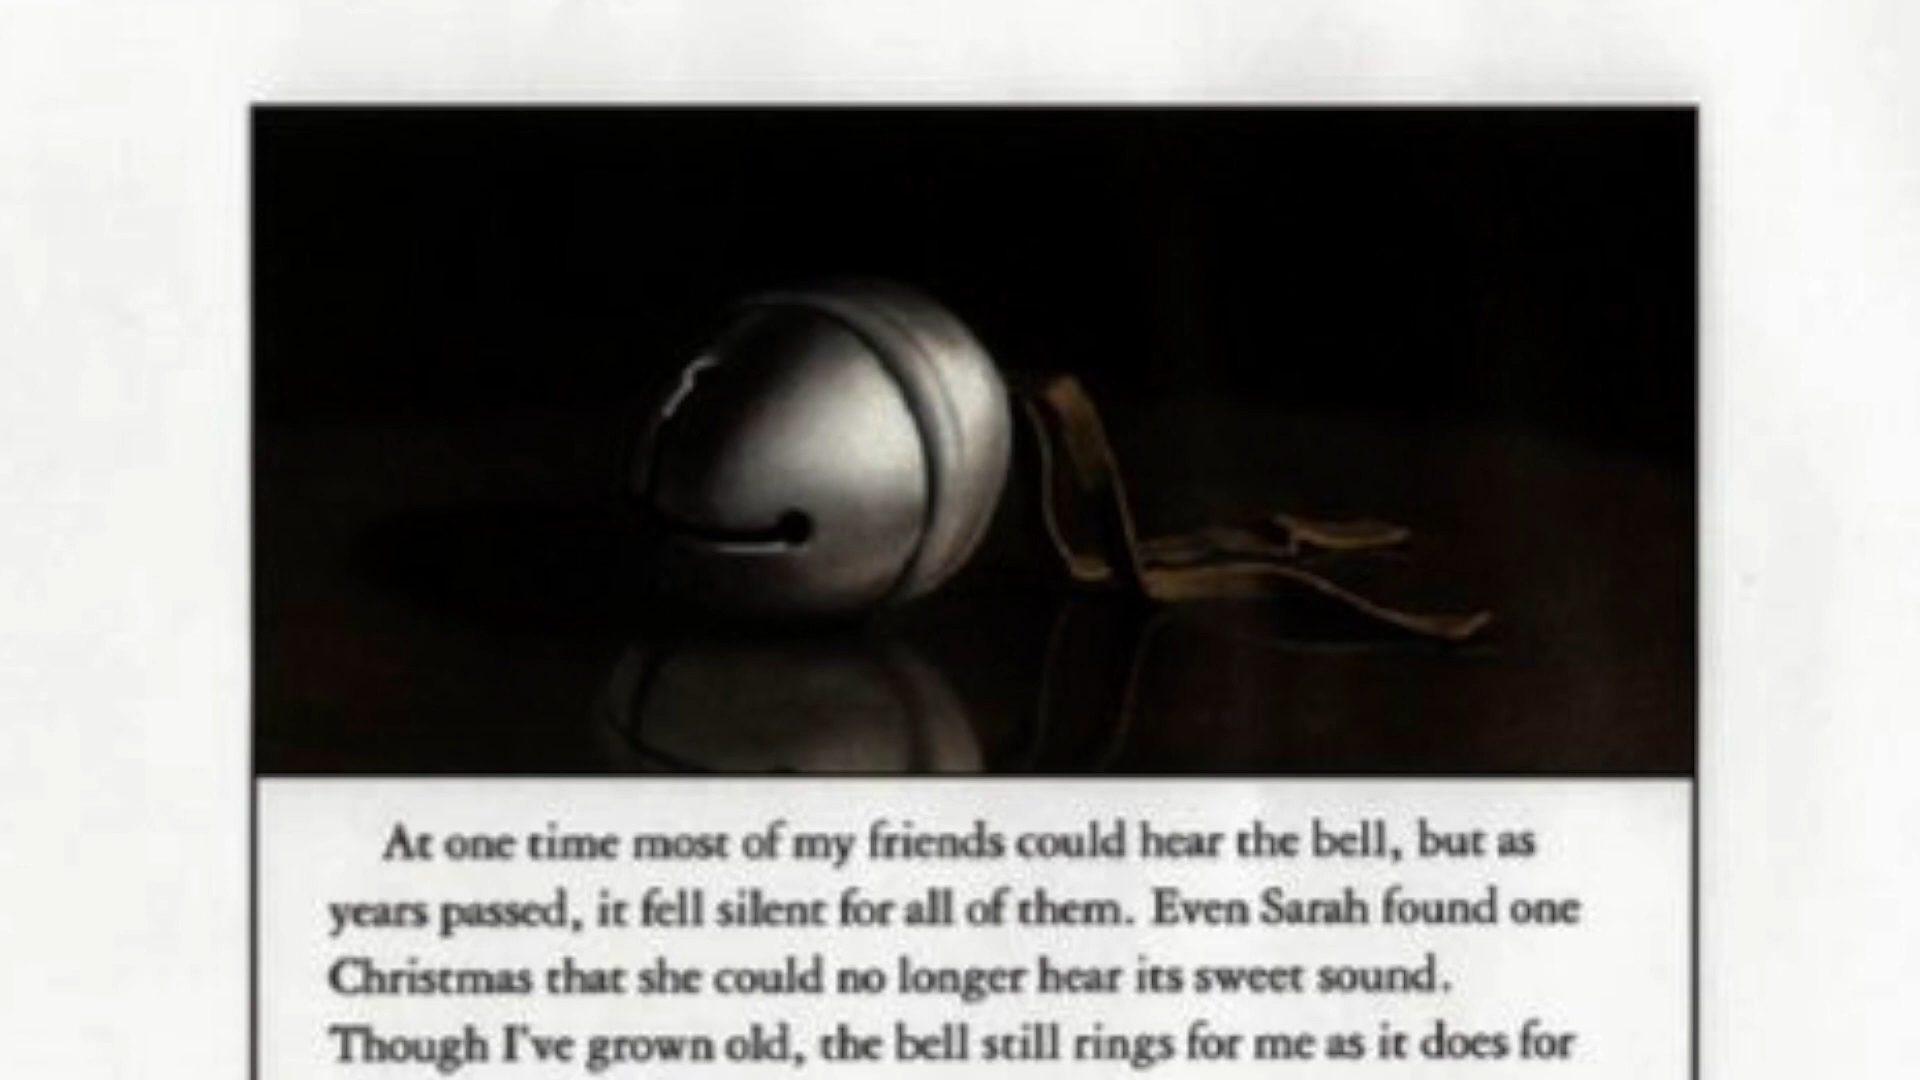 At one time most of my friends could hear the bell, but as
years passed, it fell silent for all of them. Even Sarah found one
Christmas that she could no longer hear its sweet sound.
Though I've grown old, the bell still rings for me as it does for